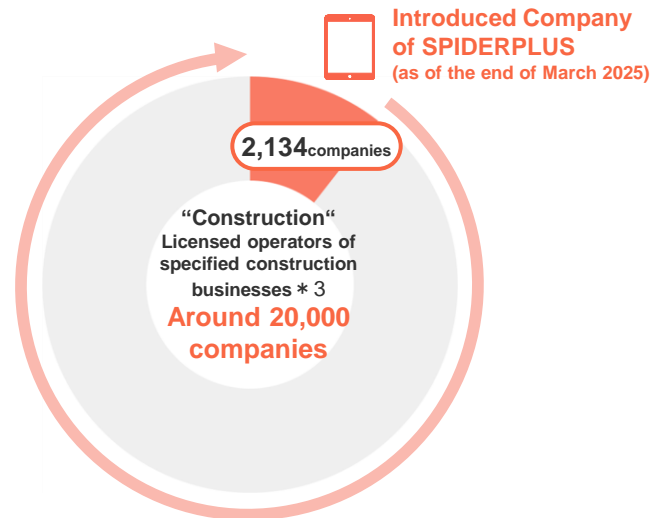 Introduced Company
of SPIDERPLUS
(as of the end of March 2025)
2,134companies
“Construction“
Licensed operators of
specified construction
businesses＊3
Around 20,000
companies